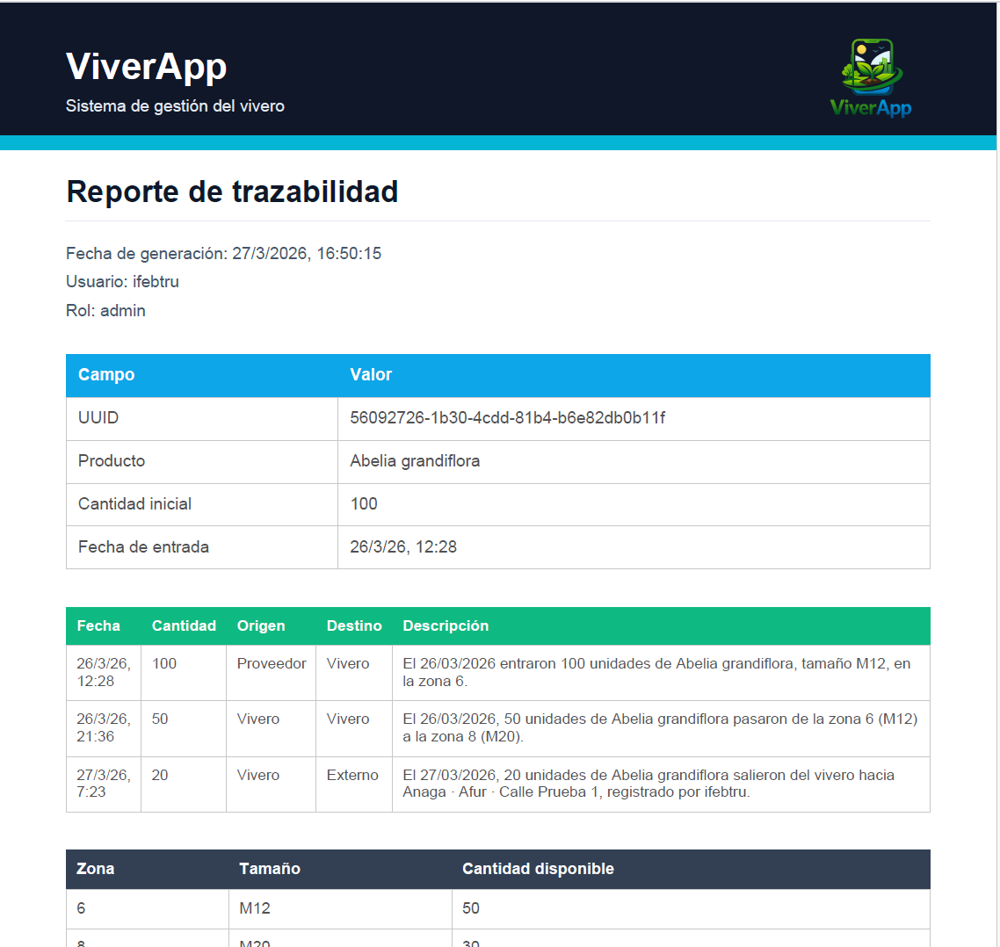 ViverApp
Sistema de gestión del vivero
ViverApp
Reporte de trazabilidad
Fecha de generación: 27/3/2026, 16:50:15
Usuario: ifebtru
Rol: admin
Campo Valor
UUID 56092726-1b30-4cdd-81b4-b6e82db0b11f
Producto Abelia grandiflora
Cantidad inicial 100
Fecha de entrada 26/3/26, 12:28
Fecha Cantidad Origen Destino Descripción
26/3/26, 100 Proveedor Vivero El 26/03/2026 entraron 100 unidades de Abelia grandiflora, tamaño M12, en
12:28 la zona 6.
26/3/26, 50 Vivero Vivero El 26/03/2026, 50 unidades de Abelia grandiflora pasaron de la zona 6 (M12)
21:36 a la zona 8 (M20).
27/3/26, 20 Vivero Externo El 27/03/2026, 20 unidades de Abelia grandiflora salieron del vivero hacia
7:23 Anaga · Afur · Calle Prueba 1, registrado por ifebtru.
Zona Tamaño Cantidad disponible
6 M12 50
8 M20 30